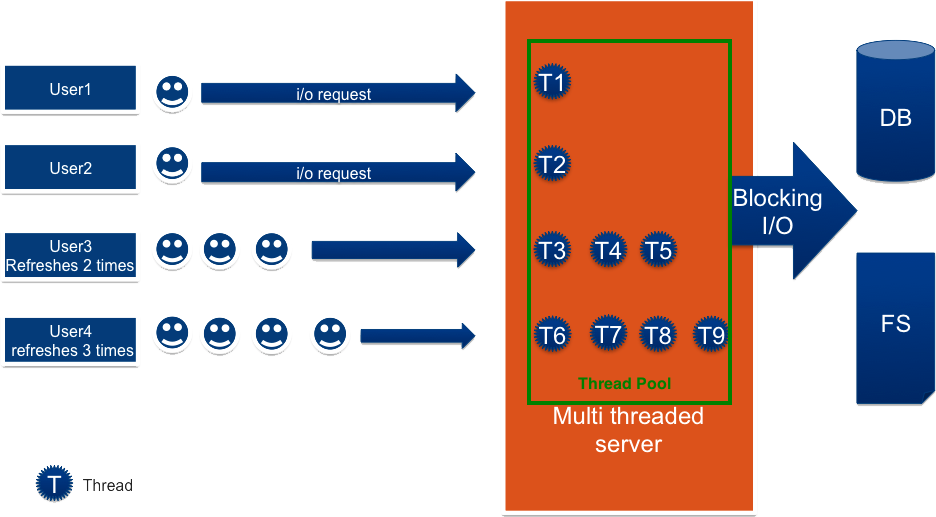 User1
i/o request
T1
DB
User2
i/o request
T2
Blocking
I/O
User3
Refreshes 2 times
T3 T4 T5
User4
refreshes 3 times
T6 T7 T8 T9
FS
Thread Pool
Multi threaded
server
T Thread